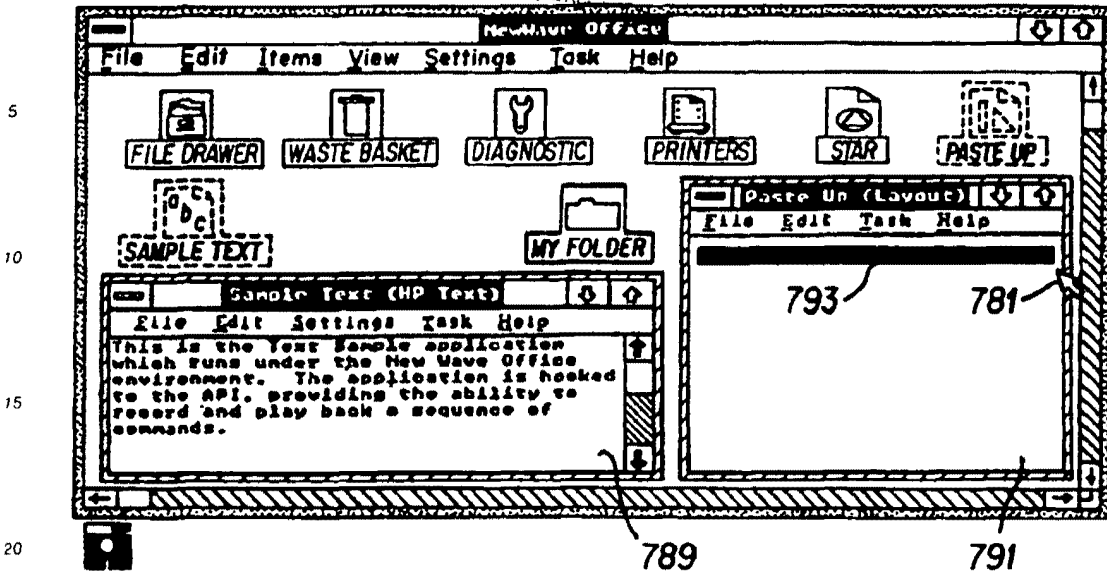 NewWave Office
File Edit Items View Settings Task Help
5
FILE DRAWER WASTE BASKET DIAGNOSTIC PRINTERS STAR PASTE UP
a b c
SAMPLE TEXT MY FOLDER
Paste Up (Layout)
File Edit Task Help
10
793 781
Sample Text (HP Text)
File Edit Settings Task Help
This is the Text Sample application
which runs under the New Wave Office
environment. The application is hooked
to the API, providing the ability to
15
record and play back a sequence of
commands.
20
789 791